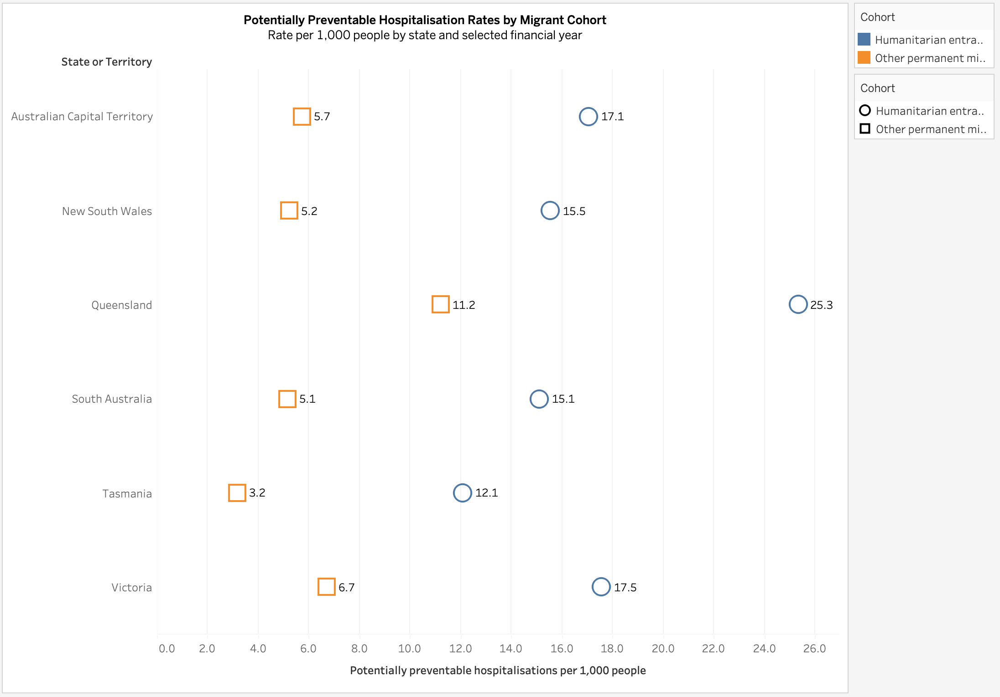 Potentially Preventable Hospitalisation Rates by Migrant Cohort
Rate per 1,000 people by state and selected financial year
State or Territory
Australian Capital Territory
5.7
17.1
New South Wales
5.2
15.5
Queensland
11.2
25.3
South Australia
5.1
15.1
Tasmania
3.2
12.1
Victoria
6.7
17.5
0.0 2.0 4.0 6.0 8.0 10.0 12.0 14.0 16.0 18.0 20.0 22.0 24.0 26.0
Potentially preventable hospitalisations per 1,000 people
Cohort
Humanitarian entra..
Other permanent mi..
Cohort
Humanitarian entra..
Other permanent mi..